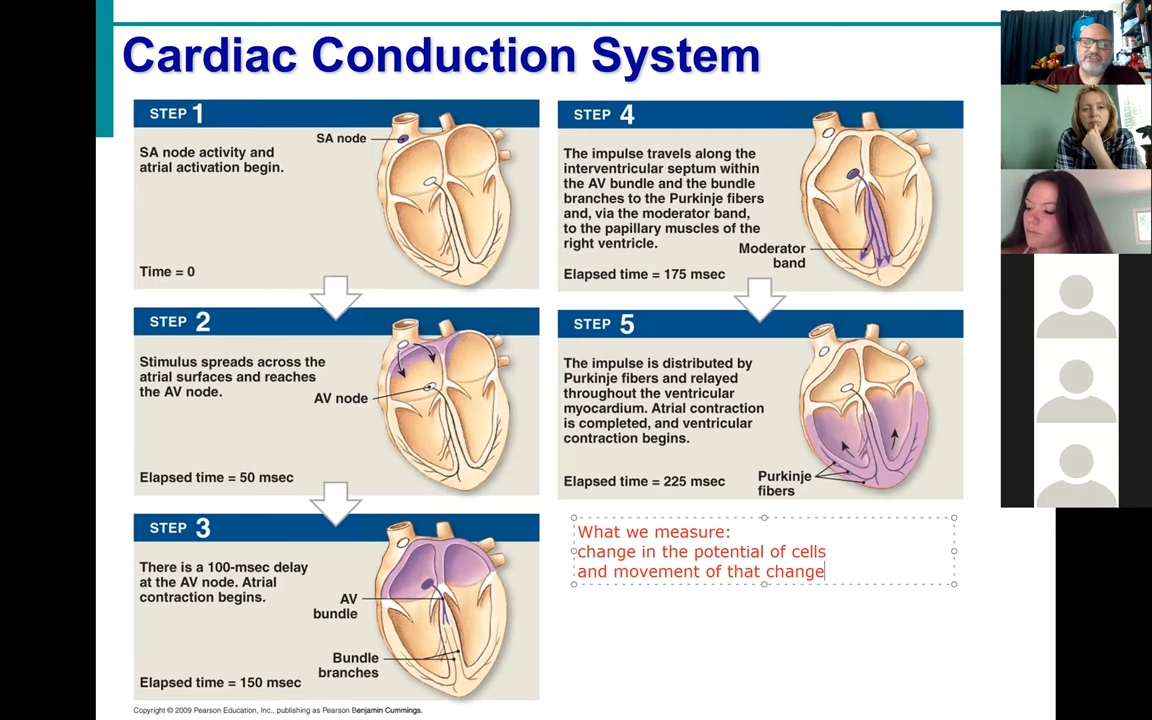 Cardiac Conduction System
STEP 1
SA node activity and
atrial activation begin.
SA node
Time = 0
STEP 2
Stimulus spreads across the
atrial surfaces and reaches
the AV node.
AV node
Elapsed time = 50 msec
STEP 3
There is a 100-msec delay
at the AV node. Atrial
contraction begins.
AV
bundle
Bundle
branches
Elapsed time = 150 msec
STEP 4
The impulse travels along the
interventricular septum within
the AV bundle and the bundle
branches to the Purkinje fibers
and, via the moderator band,
to the papillary muscles of the
right ventricle.
Moderator
band
Elapsed time = 175 msec
STEP 5
The impulse is distributed by
Purkinje fibers and relayed
throughout the ventricular
myocardium. Atrial contraction
is completed, and ventricular
contraction begins.
Elapsed time = 225 msec
Purkinje
fibers
What we measure:
change in the potential of cells
and movement of that change
Copyright © 2009 Pearson Education, Inc., publishing as Pearson Benjamin Cummings.